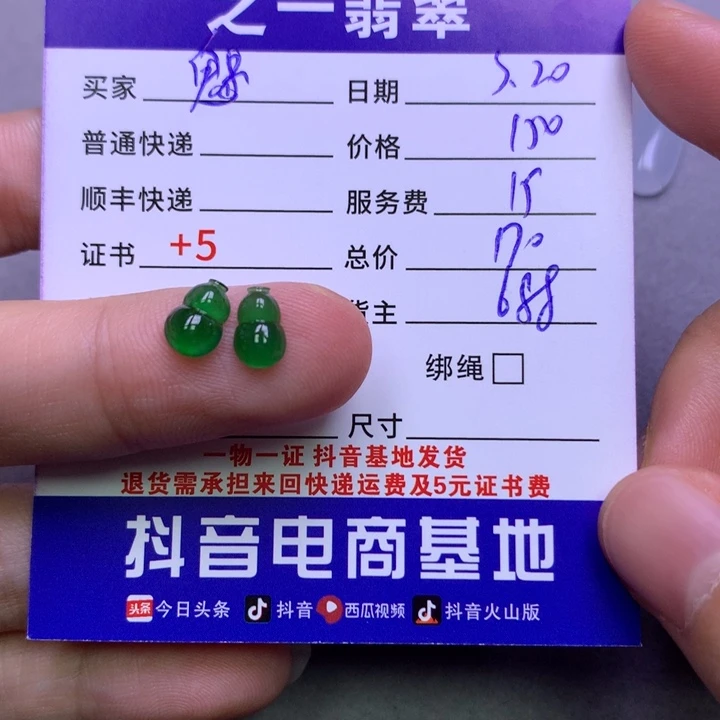 之一翡翠
买家 魁 日期 5.20
普通快递 价格 150
顺丰快递 服务费 15
证书 +5 总价 170
货主 688
绑绳
尺寸
一物一证 抖音基地发货
退货需承担来回快递运费及5元证书费
抖音电商基地
头条 今日头条 抖音 西瓜视频 抖音火山版